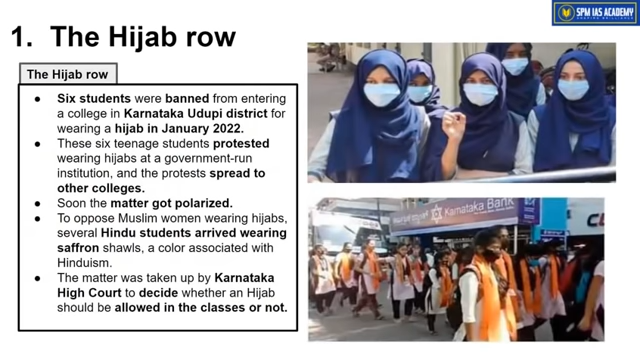 SPM IAS ACADEMY
1. The Hijab row
The Hijab row
● Six students were banned from entering
a college in Karnataka Udupi district for
wearing a hijab in January 2022.
● These six teenage students protested
wearing hijabs at a government-run
institution, and the protests spread to
other colleges.
● Soon the matter got polarized.
● To oppose Muslim women wearing hijabs,
several Hindu students arrived wearing
saffron shawls, a color associated with
Hinduism.
● The matter was taken up by Karnataka
High Court to decide whether an Hijab
should be allowed in the classes or not.
Karnataka Bank